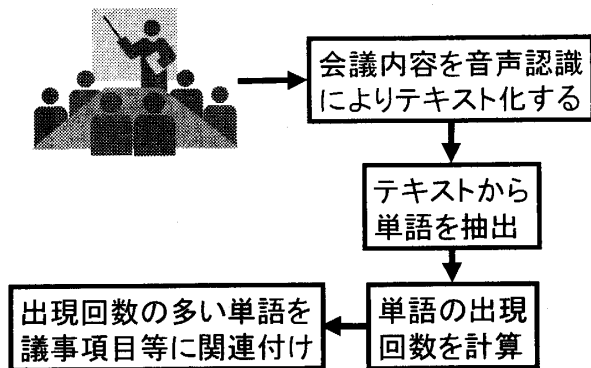 会議内容を音声認識
によりテキスト化する
テキストから
単語を抽出
単語の出現
回数を計算
出現回数の多い単語を
議事項目等に関連付け